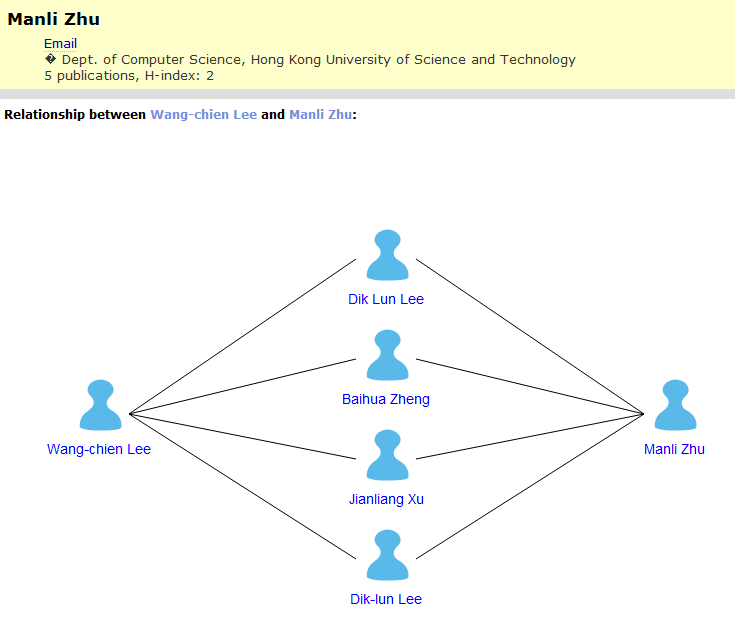 Manli Zhu
Email
� Dept. of Computer Science, Hong Kong University of Science and Technology
5 publications, H-index: 2
Relationship between Wang-chien Lee and Manli Zhu:
Dik Lun Lee
Baihua Zheng
Wang-chien Lee
Manli Zhu
Jianliang Xu
Dik-lun Lee